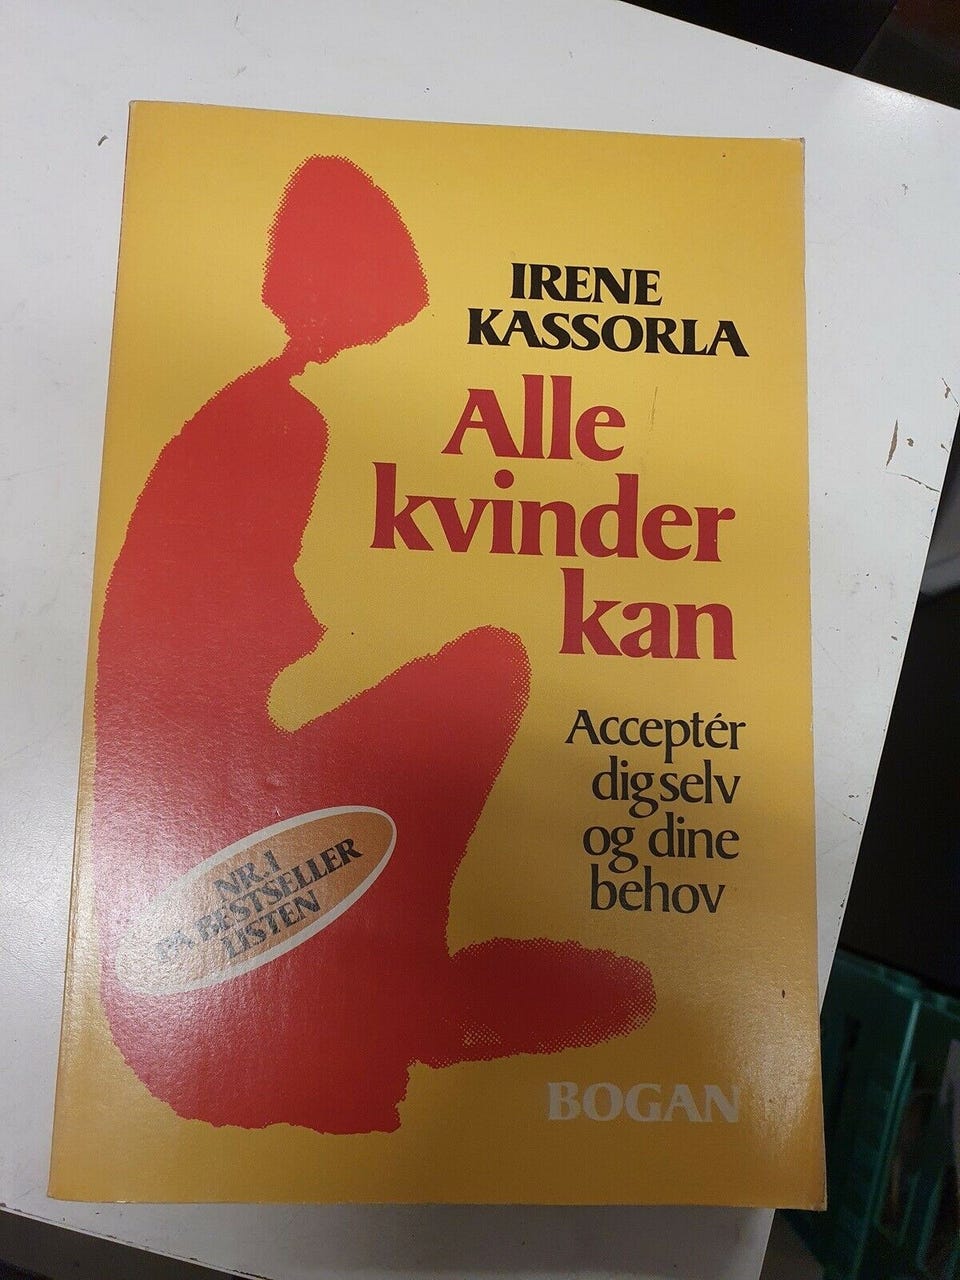 IRENE
KASSORLA
Alle
kvinder
kan
Acceptér
dig selv
og dine
behov
NR.1
PÅ BESTSELLER
LISTEN
BOGAN